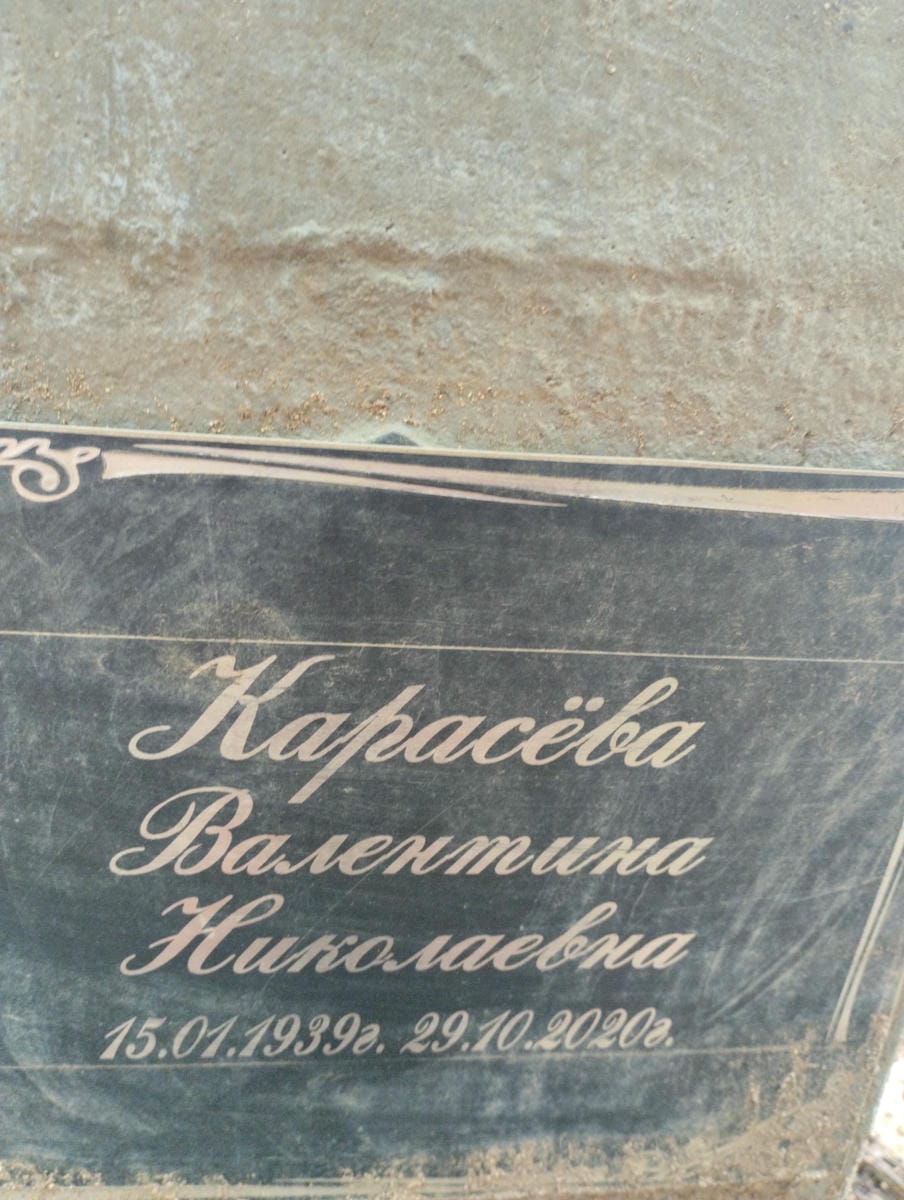 Карасёва
Валентина
Николаевна
15.01.1939г. 29.10.2020г.